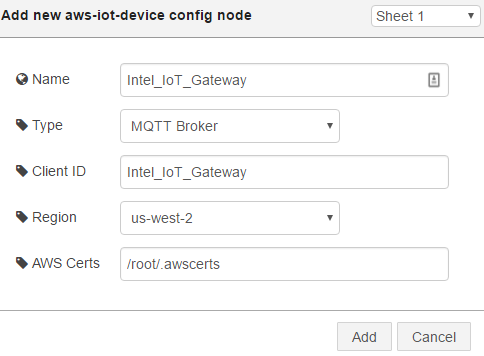 Add new aws-iot-device config node Sheet 1
Name Intel_IoT_Gateway
Type MQTT Broker
Client ID Intel_IoT_Gateway
Region us-west-2
AWS Certs /root/.awscerts
Add Cancel